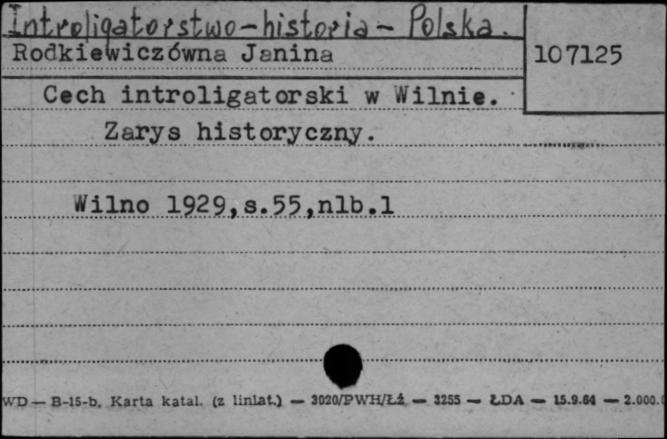 Introligatorstwo-historia - Polska.
Rodkiewiczówna Janina
107125
Cech introligatorski w Wilnie.
Zarys historyczny.
Wilno 1929,s.55,nlb.1
WD — B-15-b. Karta katal. (z liniat.) — 3020/PWH/Łź — 3255 — ŁDA — 15.9.64 — 2.000.